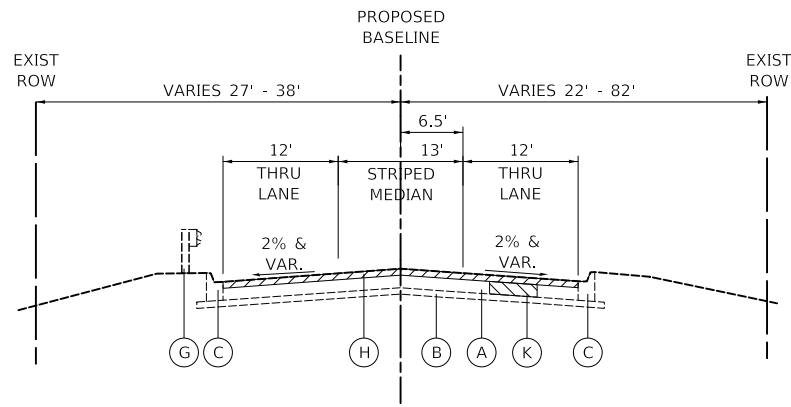 PROPOSED
BASELINE
EXIST
ROW
EXIST
ROW
VARIES 27' - 38'
VARIES 22' - 82'
6.5'
12'
13'
12'
THRU
LANE
STRIPED
MEDIAN
THRU
LANE
2% &
VAR.
2% &
VAR.
G
C
H
B
A
K
C